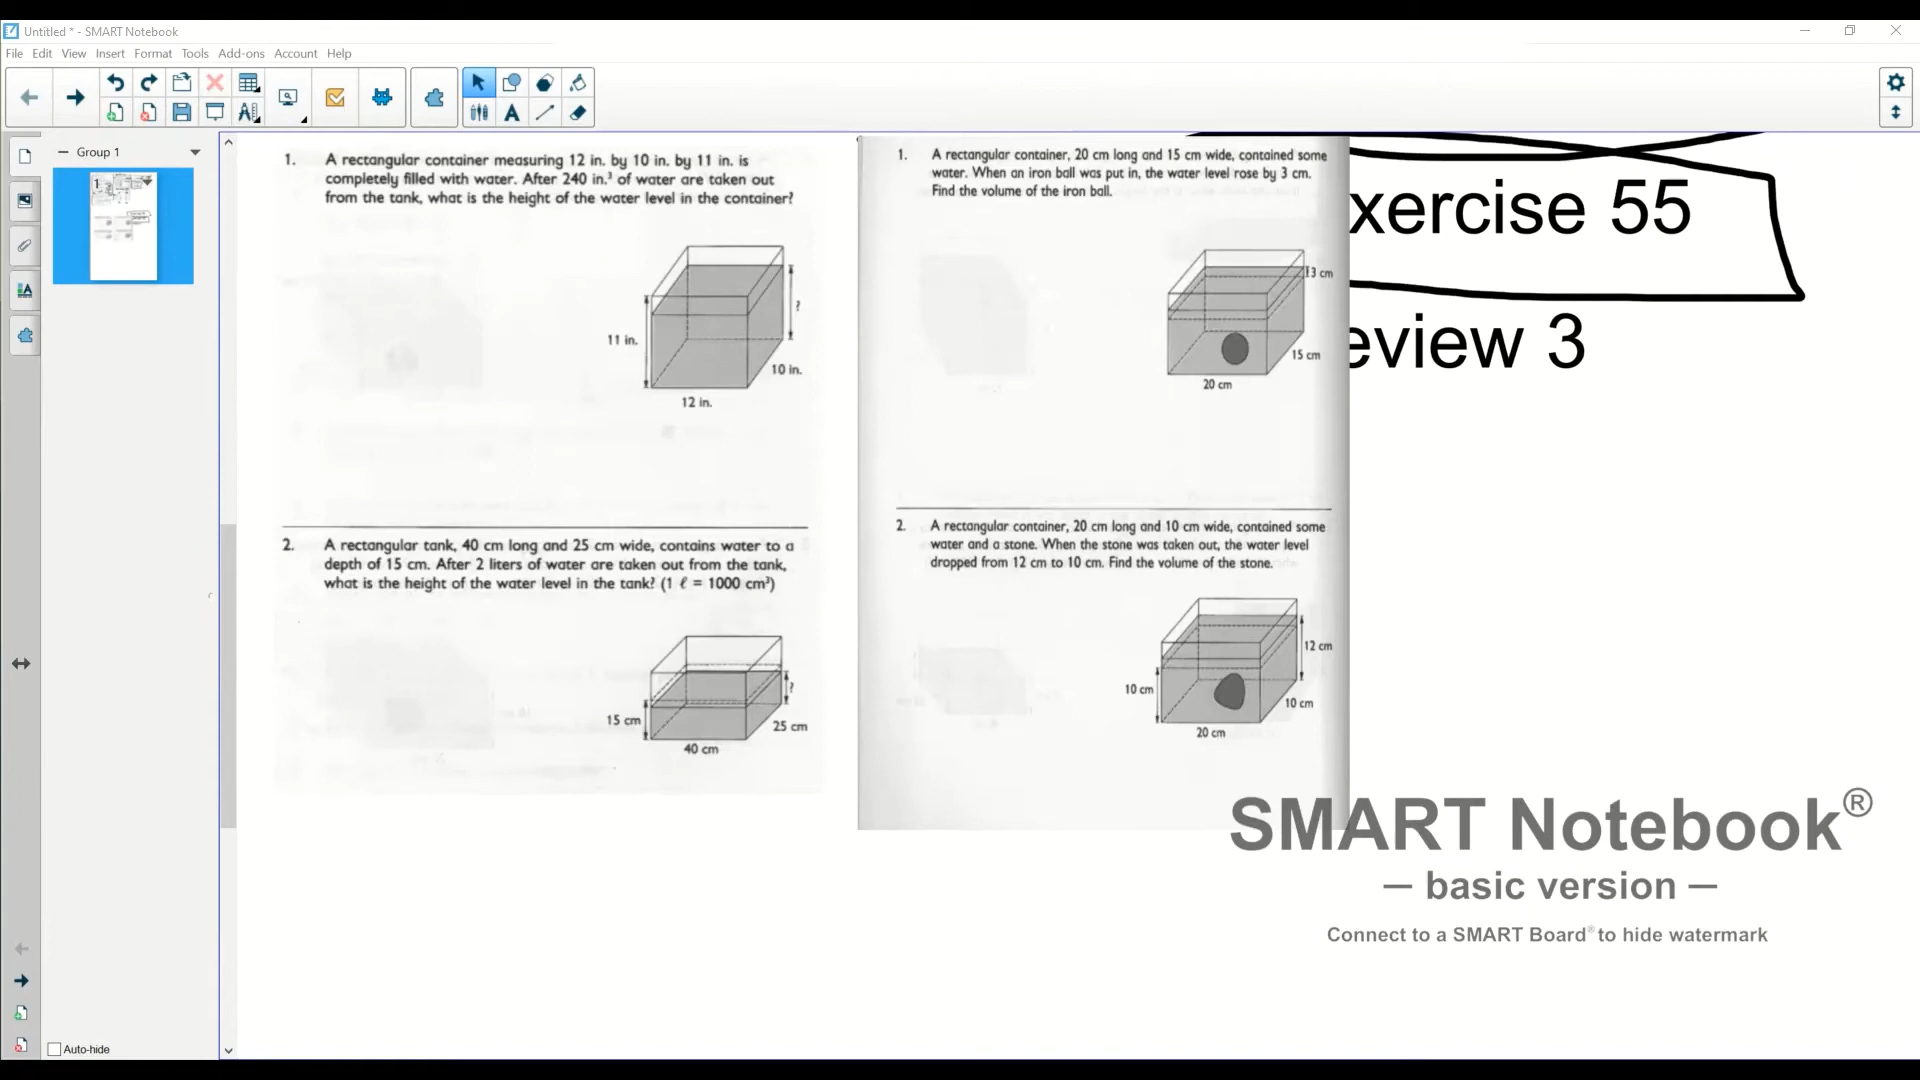 Untitled * - SMART Notebook
File Edit View Insert Format Tools Add-ons Account Help
Group 1
1. A rectangular container measuring 12 in. by 10 in. by 11 in. is
completely filled with water. After 240 in.³ of water are taken out
from the tank, what is the height of the water level in the container?
11 in.
?
10 in.
12 in.
2. A rectangular tank, 40 cm long and 25 cm wide, contains water to a
depth of 15 cm. After 2 liters of water are taken out from the tank,
what is the height of the water level in the tank? (1 ℓ = 1000 cm³)
15 cm
?
25 cm
40 cm
1. A rectangular container, 20 cm long and 15 cm wide, contained some
water. When an iron ball was put in, the water level rose by 3 cm.
Find the volume of the iron ball.
3 cm
15 cm
20 cm
2. A rectangular container, 20 cm long and 10 cm wide, contained some
water and a stone. When the stone was taken out, the water level
dropped from 12 cm to 10 cm. Find the volume of the stone.
12 cm
10 cm
10 cm
20 cm
xercise 55
eview 3
SMART Notebook®
— basic version —
Connect to a SMART Board® to hide watermark
Auto-hide